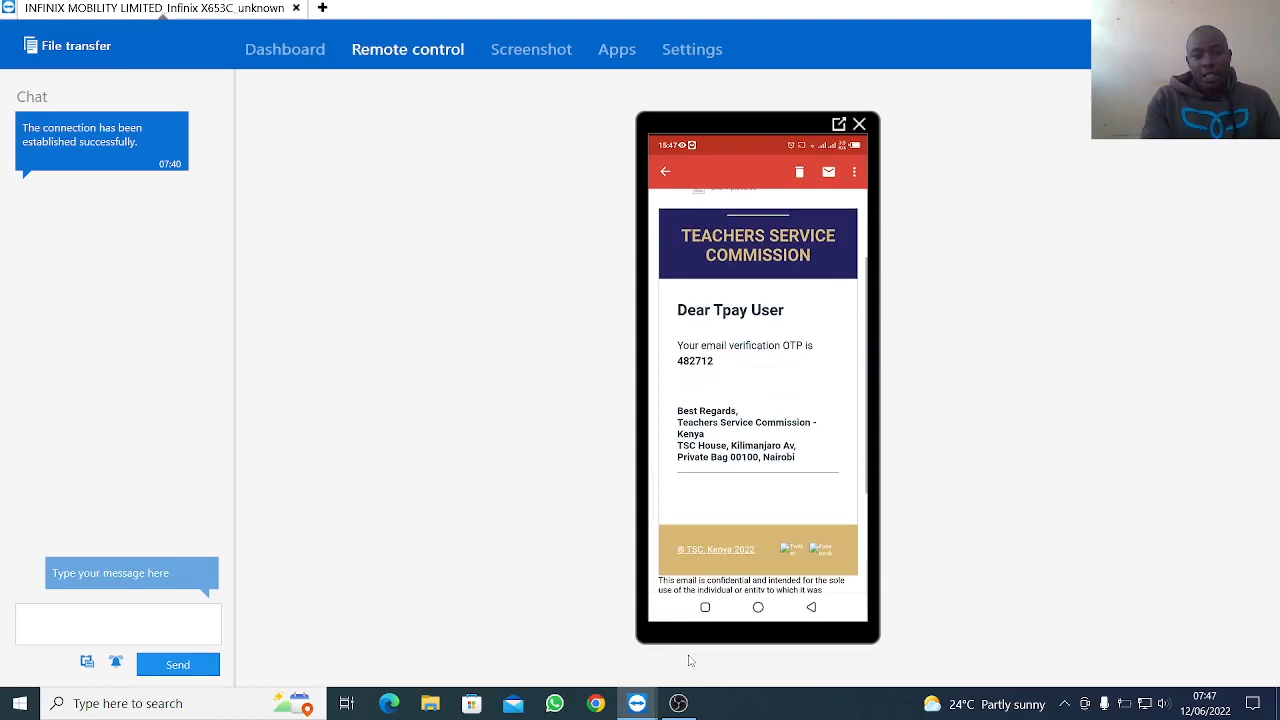 INFINIX MOBILITY LIMITED_Infinix X653C_unknown
File transfer
Dashboard Remote control Screenshot Apps Settings
Chat
The connection has been
established successfully.
07:40
15:47
TEACHERS SERVICE
COMMISSION
Dear Tpay User
Your email verification OTP is
482712
Best Regards,
Teachers Service Commission -
Kenya
TSC House, Kilimanjaro Av,
Private Bag 00100, Nairobi
© TSC, Kenya 2022
This email is confidential and intended for the sole
use of the individual or entity to which it was
Type your message here
Send
Type here to search
24°C Partly sunny
07:47
12/06/2022